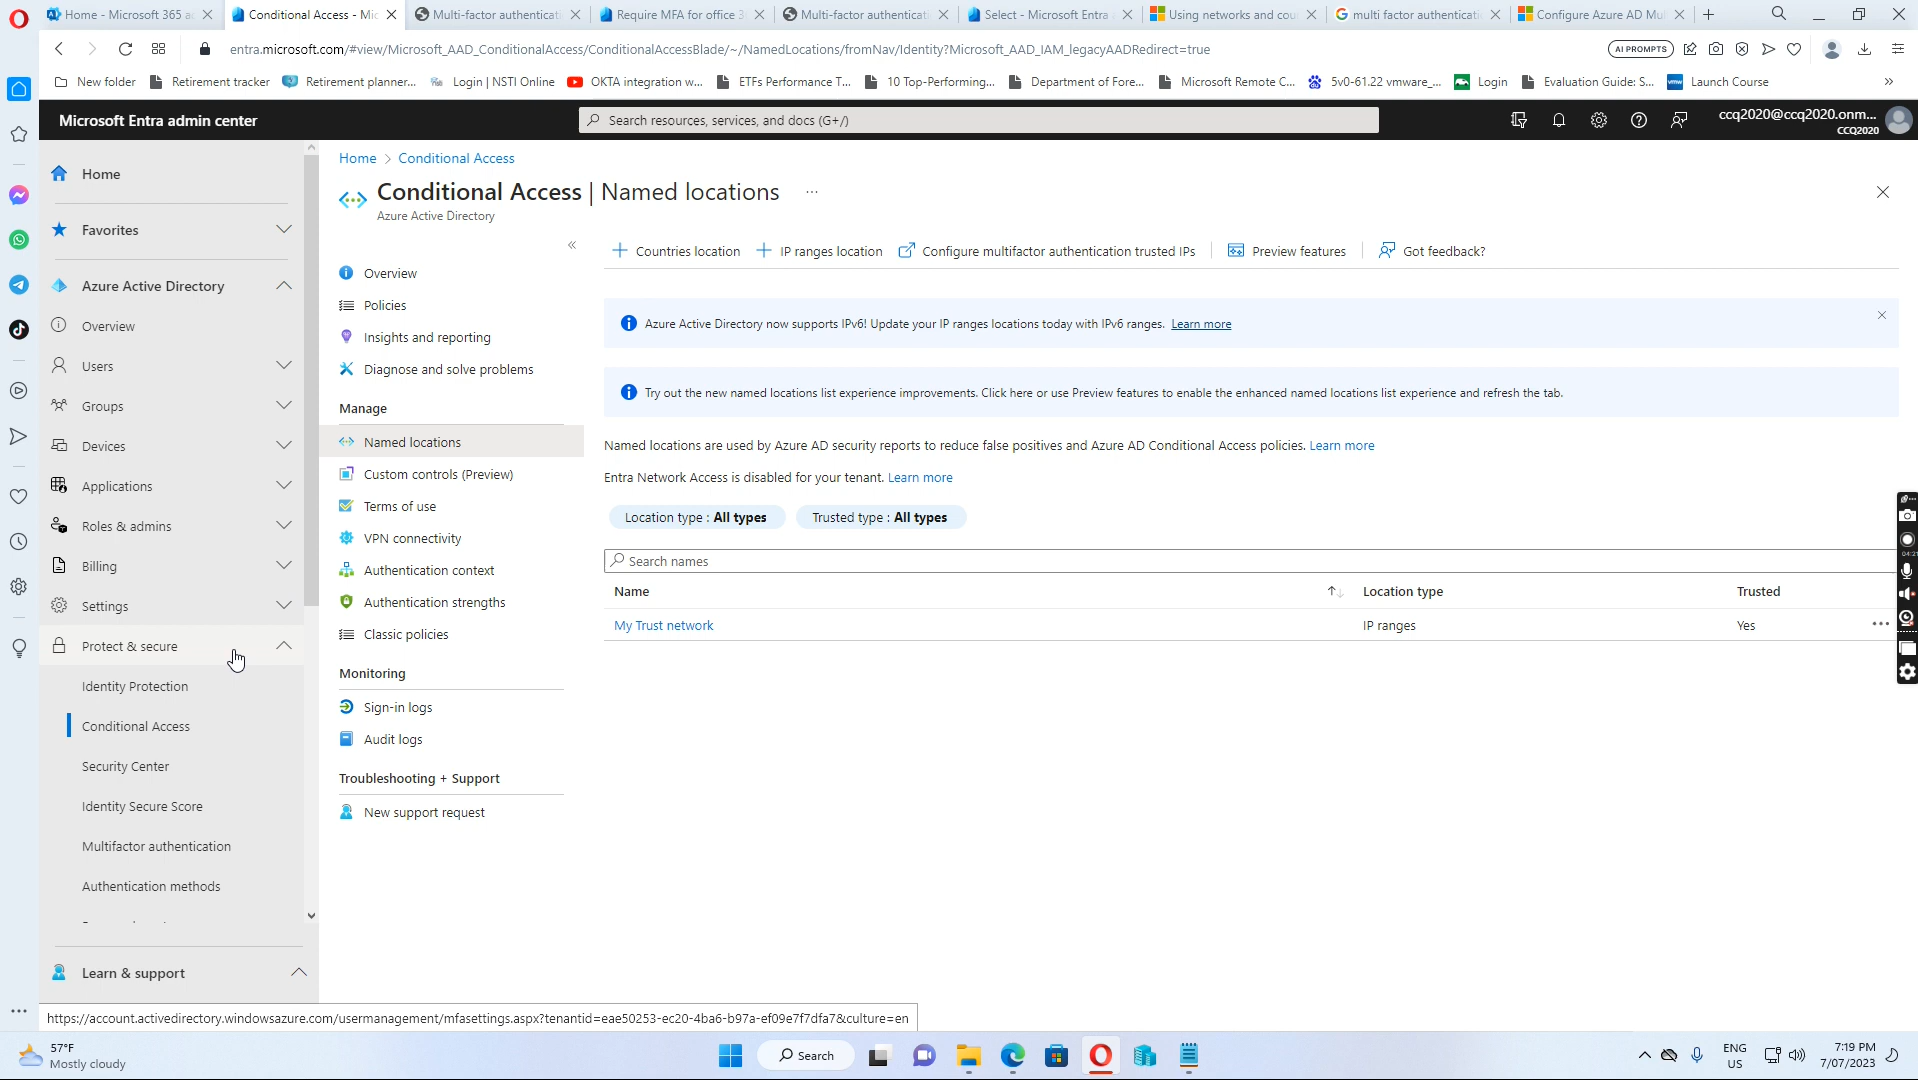 Home - Microsoft 365 a
Conditional Access - Mic
Multi-factor authenticati
Require MFA for office 3
Multi-factor authenticati
Select - Microsoft Entra
Using networks and cou
multi factor authenticati
Configure Azure AD Mul
entra.microsoft.com/#view/Microsoft_AAD_ConditionalAccess/ConditionalAccessBlade/~/NamedLocations/fromNav/Identity?Microsoft_AAD_IAM_legacyAADRedirect=true
AI PROMPTS
New folder
Retirement tracker
Retirement planner...
Login | NSTI Online
OKTA integration w...
ETFs Performance T...
10 Top-Performing...
Department of Fore...
Microsoft Remote C...
5v0-61.22 vmware_...
Login
Evaluation Guide: S...
Launch Course
Microsoft Entra admin center
Search resources, services, and docs (G+/)
ccq2020@ccq2020.onm...
CCQ2020
Home
Favorites
Azure Active Directory
Overview
Users
Groups
Devices
Applications
Roles & admins
Billing
Settings
Protect & secure
Identity Protection
Conditional Access
Security Center
Identity Secure Score
Multifactor authentication
Authentication methods
Learn & support
Home > Conditional Access
Conditional Access | Named locations ...
Azure Active Directory
Overview
Policies
Insights and reporting
Diagnose and solve problems
Manage
Named locations
Custom controls (Preview)
Terms of use
VPN connectivity
Authentication context
Authentication strengths
Classic policies
Monitoring
Sign-in logs
Audit logs
Troubleshooting + Support
New support request
Countries location
IP ranges location
Configure multifactor authentication trusted IPs
Preview features
Got feedback?
Azure Active Directory now supports IPv6! Update your IP ranges locations today with IPv6 ranges. Learn more
Try out the new named locations list experience improvements. Click here or use Preview features to enable the enhanced named locations list experience and refresh the tab.
Named locations are used by Azure AD security reports to reduce false positives and Azure AD Conditional Access policies. Learn more
Entra Network Access is disabled for your tenant. Learn more
Location type : All types
Trusted type : All types
Search names
Name
Location type
Trusted
My Trust network
IP ranges
Yes
https://account.activedirectory.windowsazure.com/usermanagement/mfasettings.aspx?tenantid=eae50253-ec20-4ba6-b97a-ef09e7f7dfa7&culture=en
57°F
Mostly cloudy
Search
ENG
US
7:19 PM
7/07/2023